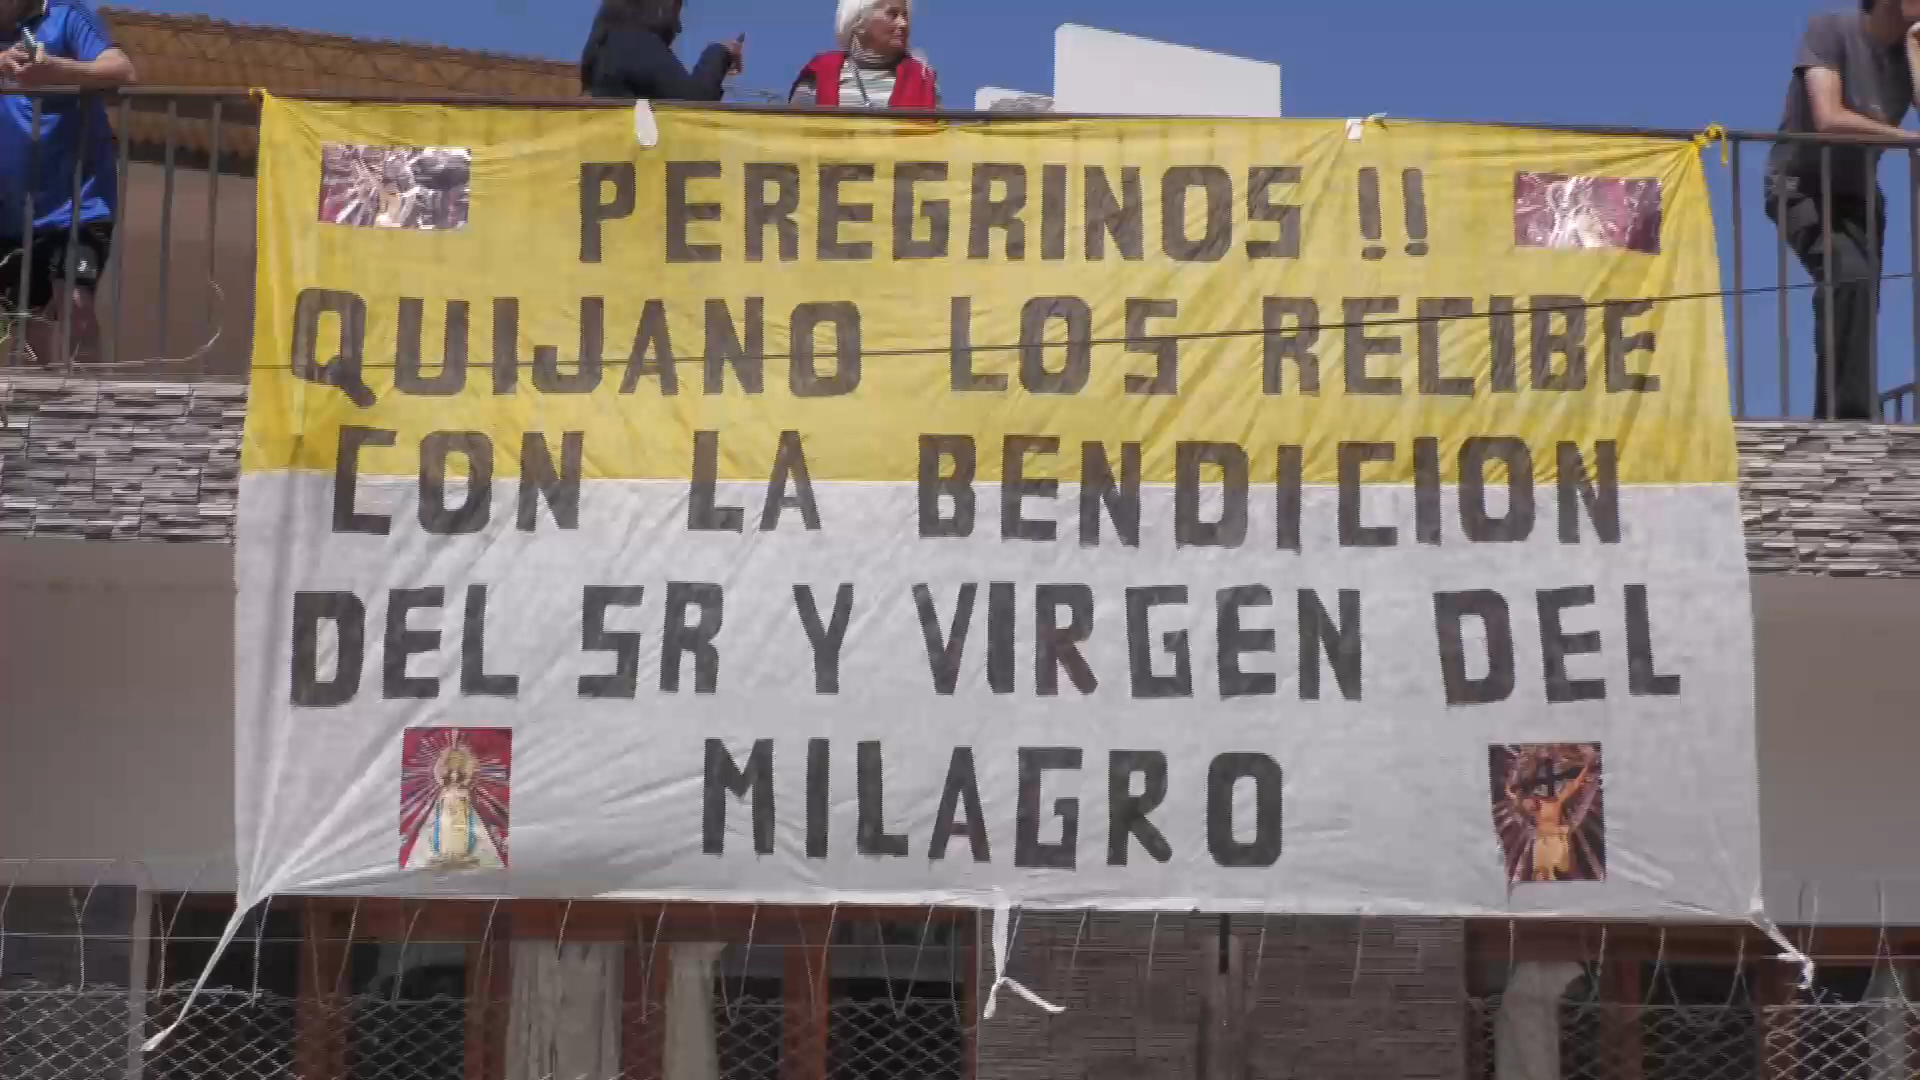 PEREGRINOS !!
QUIJANO LOS RECIBE
CON LA BENDICION
DEL SR Y VIRGEN DEL
MILAGRO